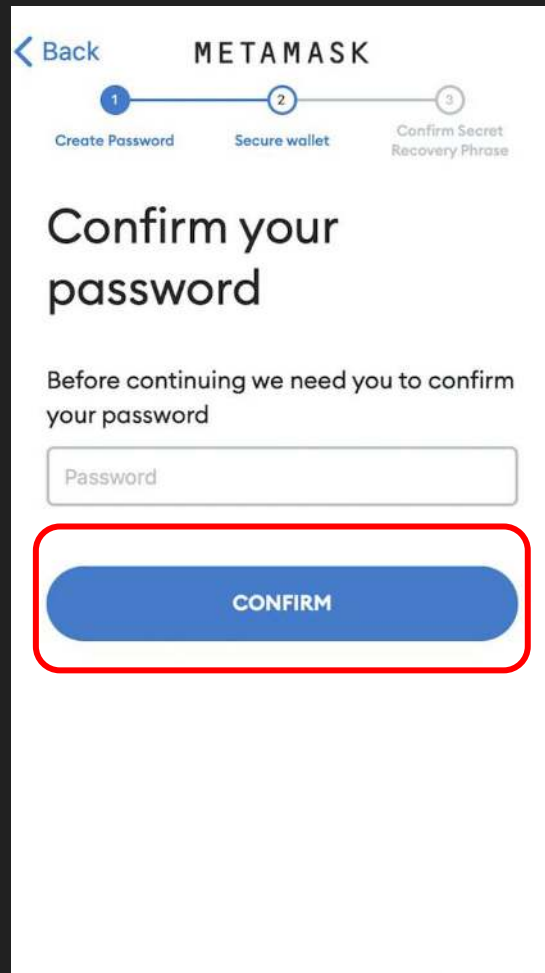 Back METAMASK
1 2 3
Create Password Secure wallet Confirm Secret
Recovery Phrase
Confirm your
password
Before continuing we need you to confirm
your password
Password
CONFIRM